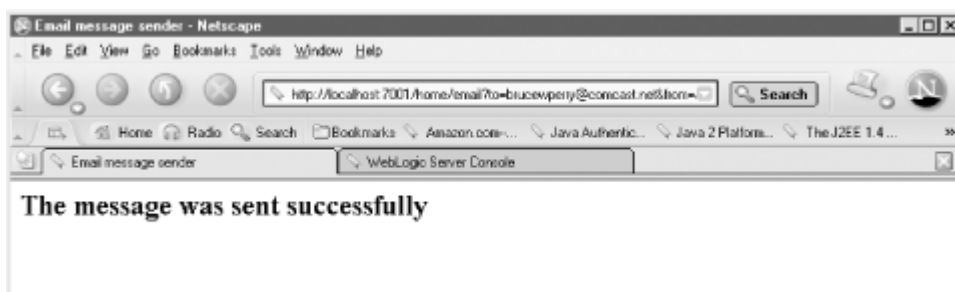 Email message sender - Netscape
File Edit View Go Bookmarks Tools Window Help
http://localhost:7001/home/email?to=brucewperry@comcast.net&from= Search N
Home Radio Search Bookmarks Amazon.com-... Java Authentic... Java 2 Platform... The J2EE 1.4 ... »
Email message sender WebLogic Server Console
The message was sent successfully